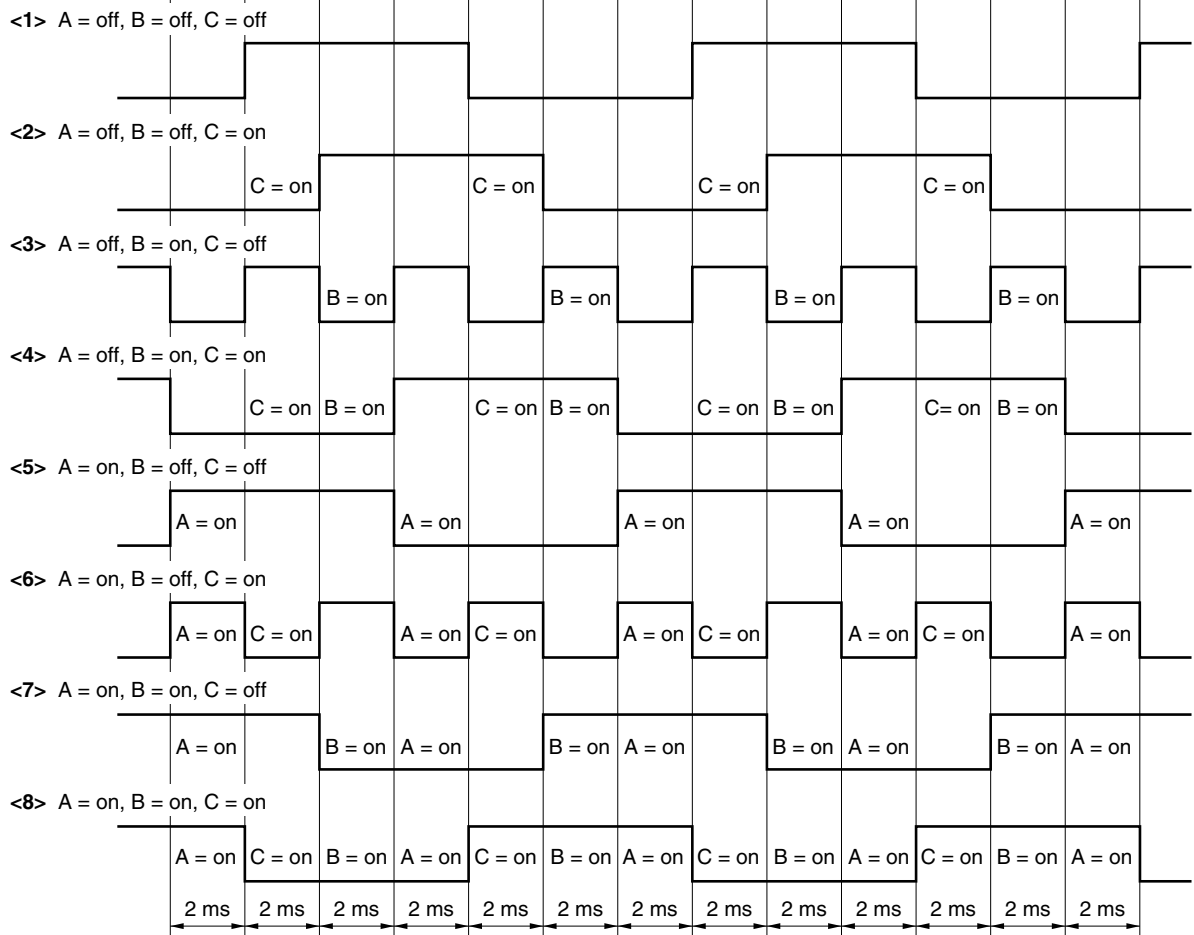 <1> A = off, B = off, C = off
<2> A = off, B = off, C = on
C = on C = on C = on C = on
<3> A = off, B = on, C = off
B = on B = on B = on B = on
<4> A = off, B = on, C = on
C = on B = on C = on B = on C = on B = on C= on B = on
<5> A = on, B = off, C = off
A = on A = on A = on A = on A = on
<6> A = on, B = off, C = on
A = on C = on A = on C = on A = on C = on A = on C = on A = on
<7> A = on, B = on, C = off
A = on B = on A = on B = on A = on B = on A = on B = on A = on
<8> A = on, B = on, C = on
A = on C = on B = on A = on C = on B = on A = on C = on B = on A = on C = on B = on A = on
2 ms 2 ms 2 ms 2 ms 2 ms 2 ms 2 ms 2 ms 2 ms 2 ms 2 ms 2 ms 2 ms